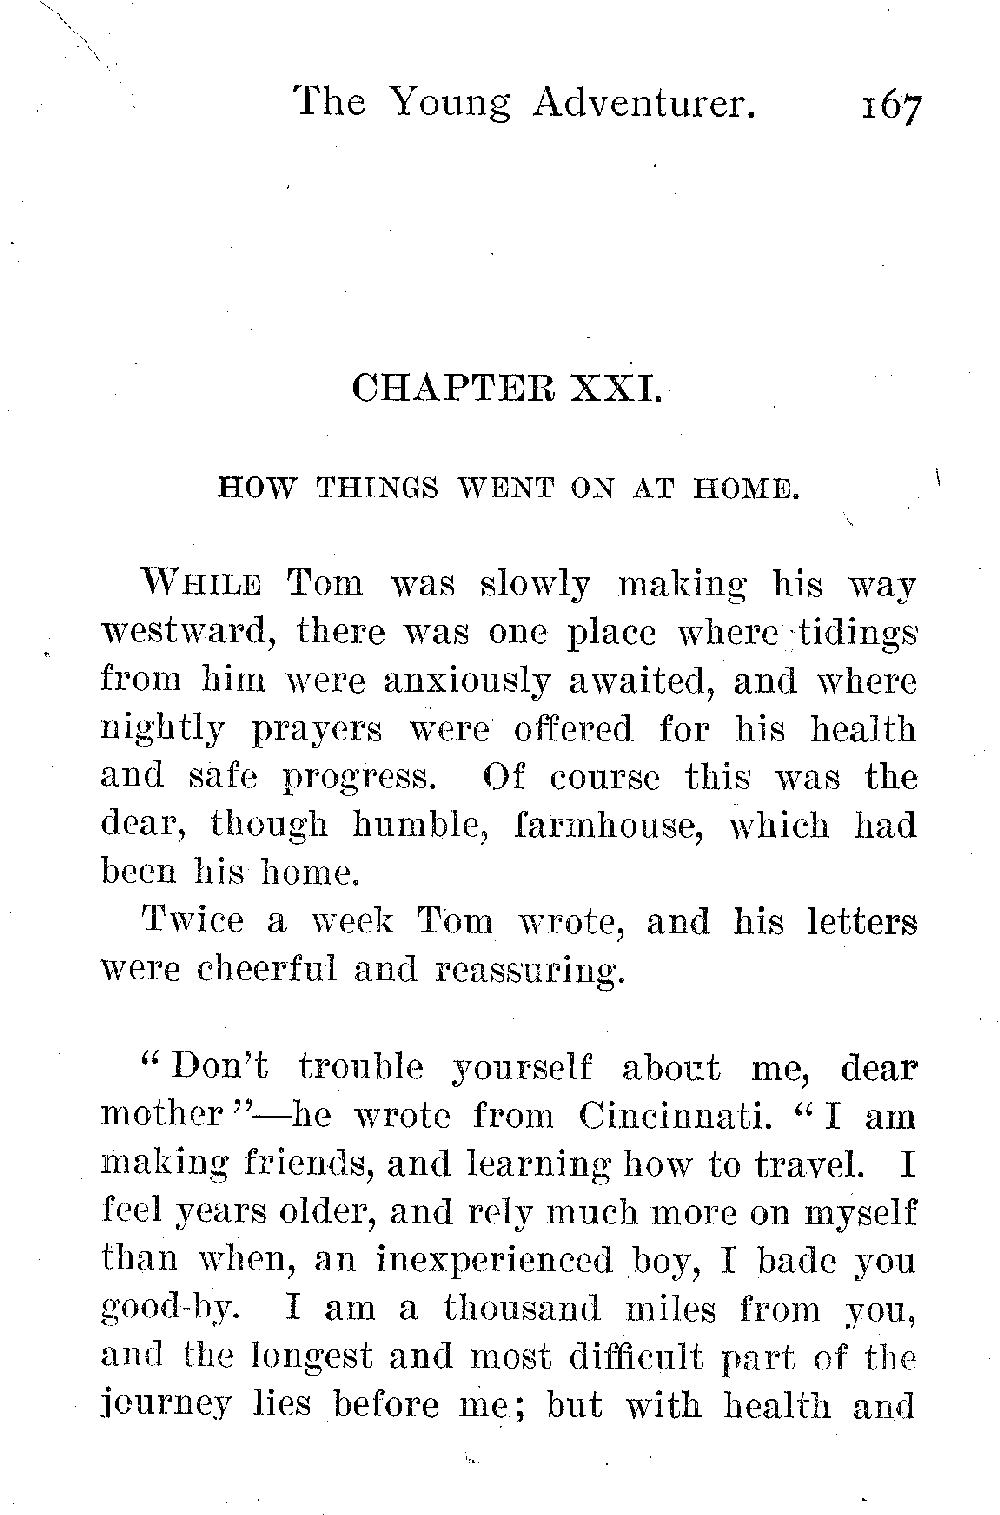 The Young Adventurer. 167
CHAPTER XXI.
HOW THINGS WENT ON AT HOME.
WHILE Tom was slowly making his way
westward, there was one place where tidings
from him were anxiously awaited, and where
nightly prayers were offered for his health
and safe progress. Of course this was the
dear, though humble, farmhouse, which had
been his home.
Twice a week Tom wrote, and his letters
were cheerful and reassuring.
“Don't trouble yourself about me, dear
mother”—he wrote from Cincinnati. “I am
making friends, and learning how to travel. I
feel years older, and rely much more on myself
than when, an inexperienced boy, I bade you
good-by. I am a thousand miles from you,
and the longest and most difficult part of the
journey lies before me; but with health and